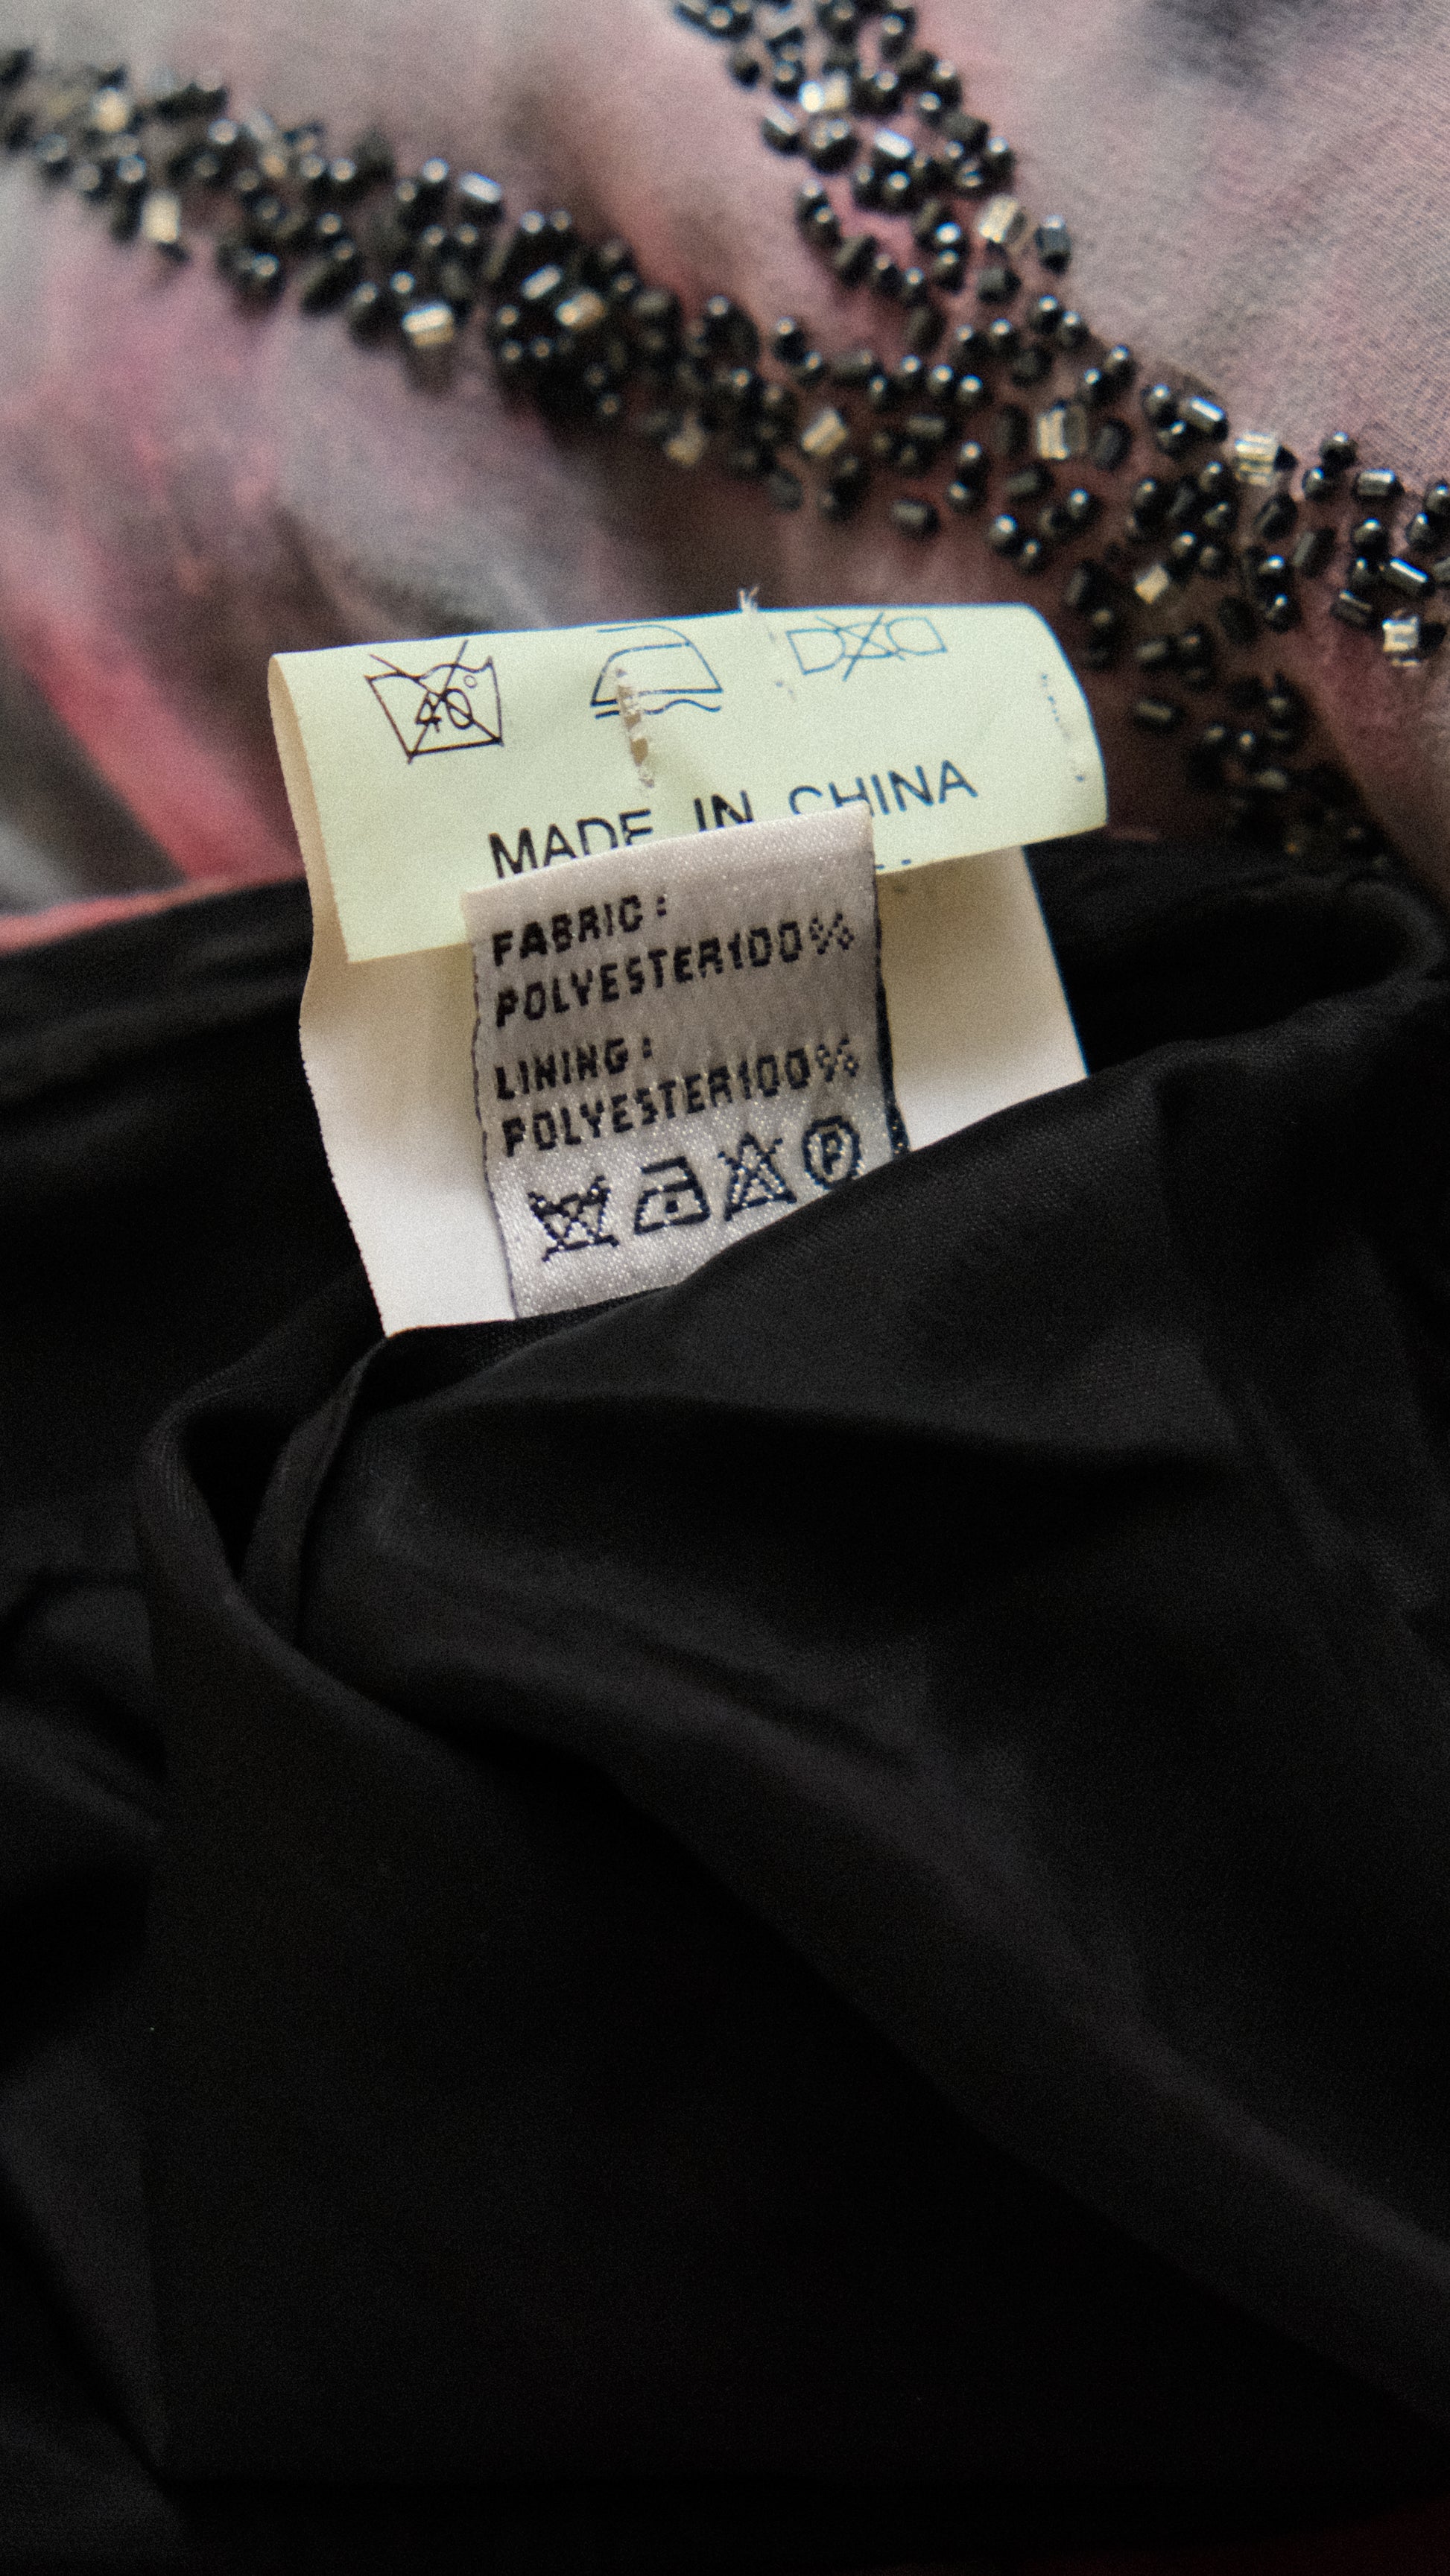 40°
MADE IN CHINA
FABRIC:
POLYESTER100%
LINING:
POLYESTER100%
P